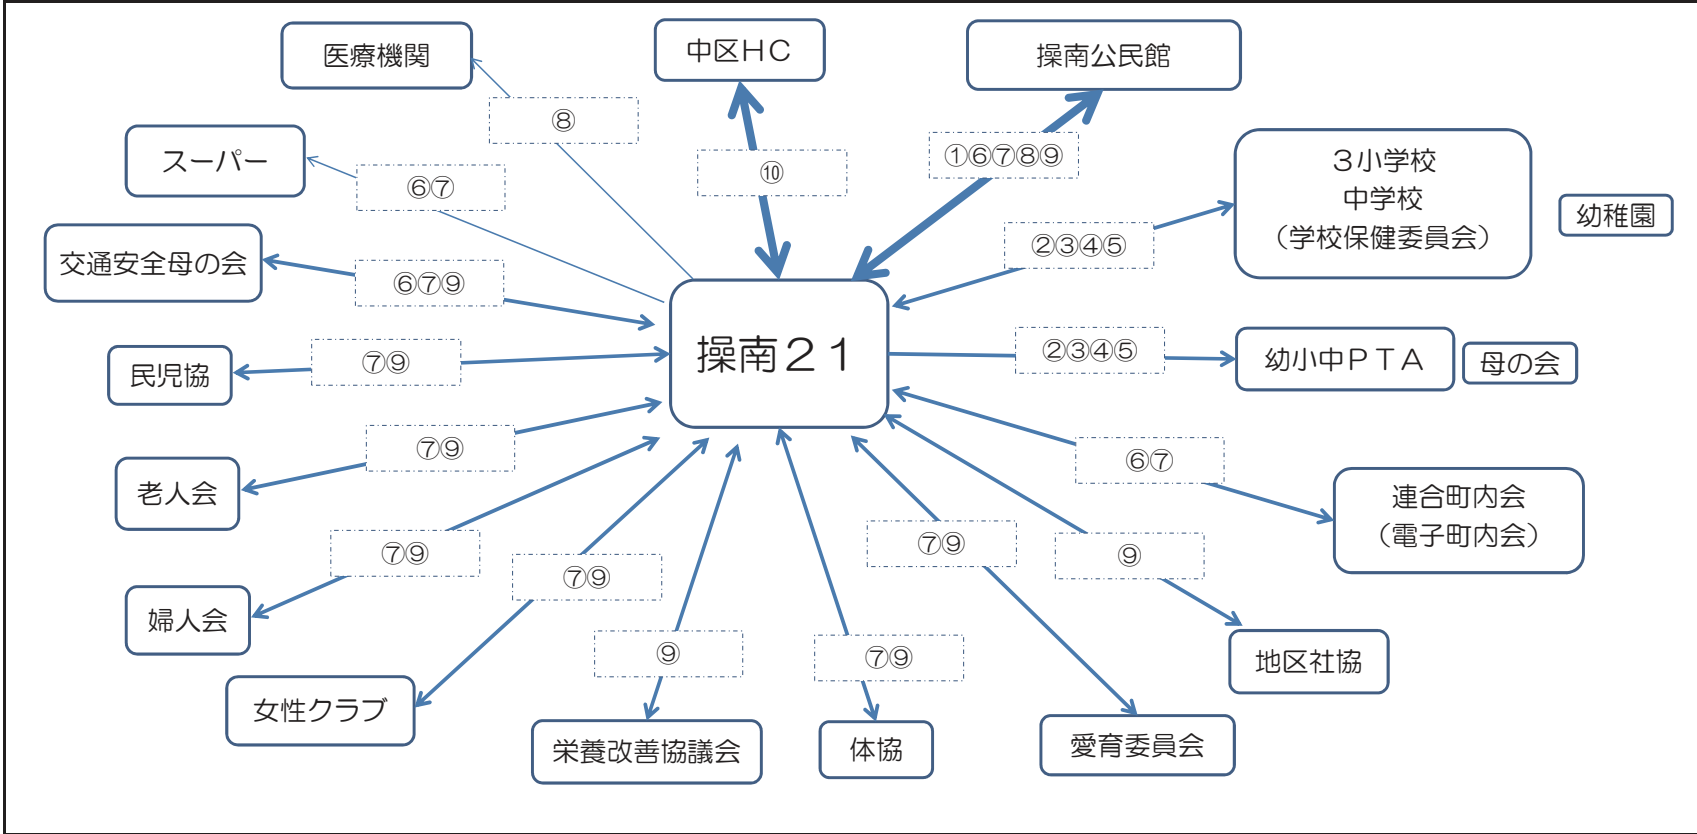 医療機関
中区ＨＣ
操南公民館
⑧
スーパー
⑥⑦
⑩
①⑥⑦⑧⑨
３小学校
中学校
（学校保健委員会）
幼稚園
交通安全母の会
⑥⑦⑨
②③④⑤
民児協
⑦⑨
操南２１
②③④⑤
幼小中ＰＴＡ
母の会
老人会
⑦⑨
⑥⑦
連合町内会
（電子町内会）
婦人会
⑦⑨
⑦⑨
⑦⑨
⑨
女性クラブ
⑨
⑦⑨
地区社協
栄養改善協議会
体協
愛育委員会